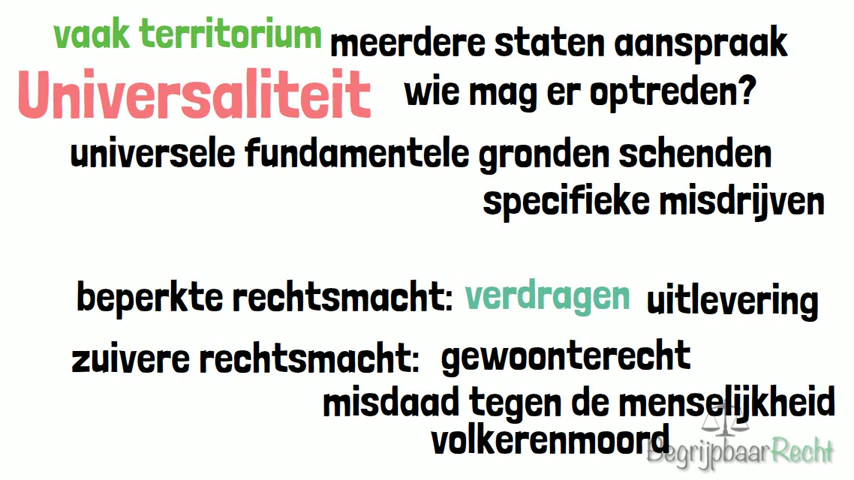 vaak territorium meerdere staten aanspraak
Universaliteit wie mag er optreden?
universele fundamentele gronden schenden
specifieke misdrijven
beperkte rechtsmacht: verdragen uitlevering
zuivere rechtsmacht: gewoonterecht
misdaad tegen de menselijkheid
volkerenmoord
BegrijpbaarRecht